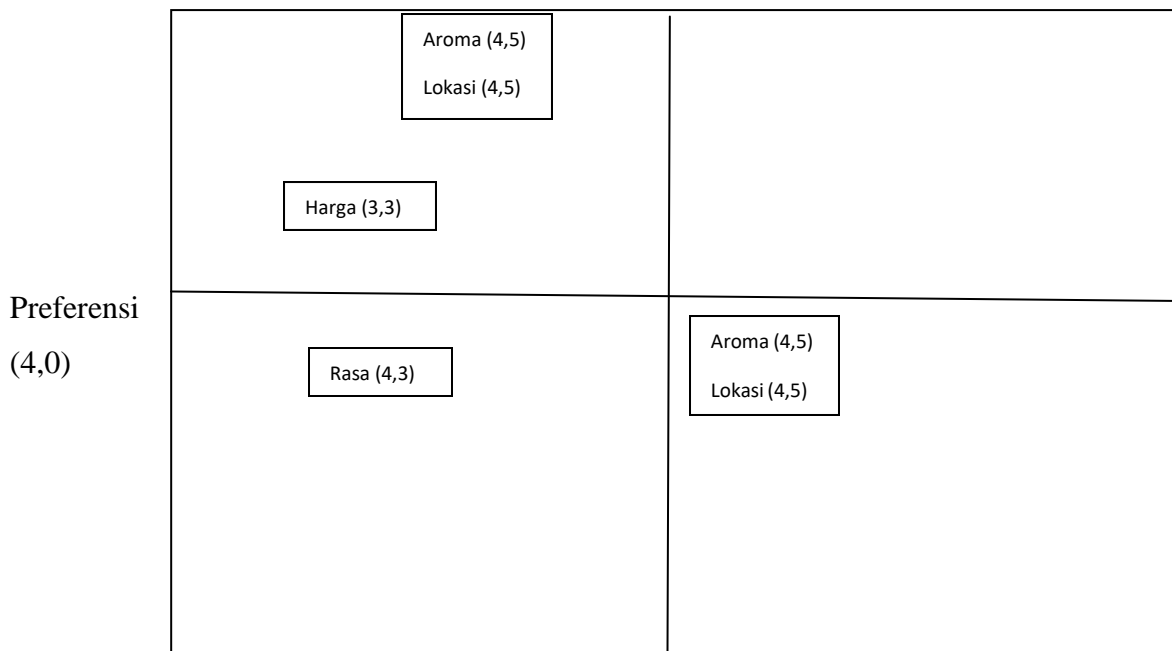 Aroma (4,5)
Lokasi (4,5)
Harga (3,3)
Preferensi
(4,0)
Rasa (4,3)
Aroma (4,5)
Lokasi (4,5)